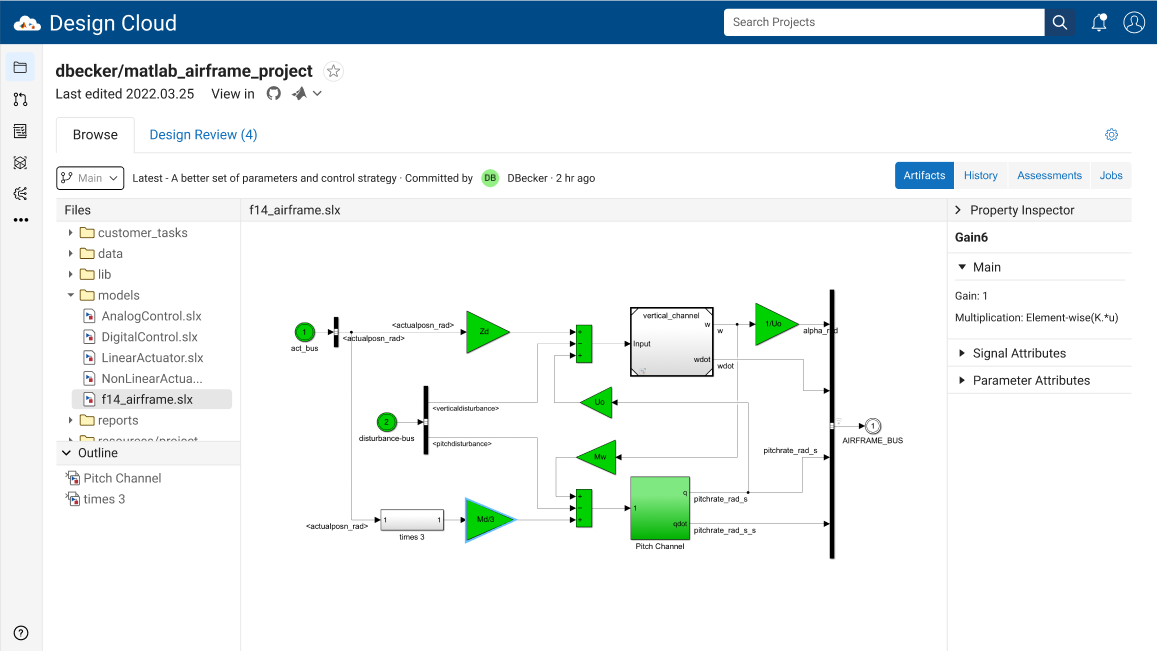 Design Cloud
Search Projects
dbecker/matlab_airframe_project
Last edited 2022.03.25 View in
Browse
Design Review (4)
Main
Latest - A better set of parameters and control strategy · Committed by DB DBecker · 2 hr ago
Artifacts
History
Assessments
Jobs
Files
customer_tasks
data
lib
models
AnalogControl.slx
DigitalControl.slx
LinearActuator.slx
NonLinearActua...
f14_airframe.slx
reports
resources/project
Outline
Pitch Channel
times 3
f14_airframe.slx
1
act_bus
<actualposn_rad>
<actualposn_rad>
Zd
vertical_channel
Input
w
wdot
w
wdot
1/Uo
alpha_rad
Uo
2
disturbance-bus
<verticaldisturbance>
<pitchdisturbance>
Mw
1
AIRFRAME_BUS
pitchrate_rad_s
<actualposn_rad>
1
1
times 3
Md/3
1
q
qdot
Pitch Channel
pitchrate_rad_s
pitchrate_rad_s_s
Property Inspector
Gain6
Main
Gain: 1
Multiplication: Element-wise(K.*u)
Signal Attributes
Parameter Attributes